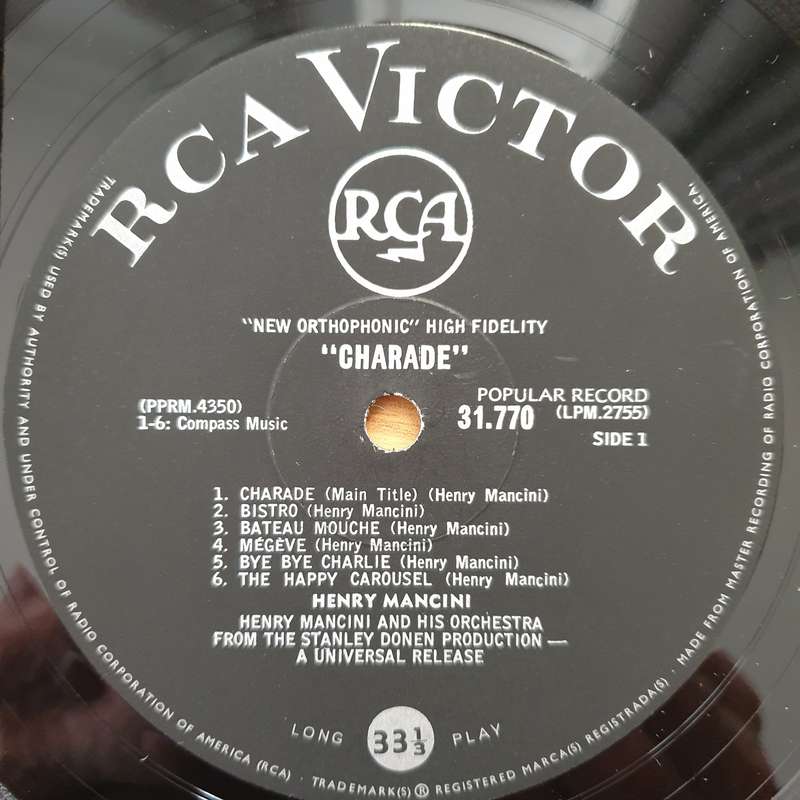 RCA VICTOR
RCA
"NEW ORTHOPHONIC" HIGH FIDELITY
"CHARADE"
(PPRM.4350)
1-6: Compass Music
POPULAR RECORD
31.770 (LPM.2755)
SIDE 1
1. CHARADE (Main Title) (Henry Mancini)
2. BISTRO (Henry Mancini)
3. BATEAU MOUCHE (Henry Mancini)
4. MÉGÈVE (Henry Mancini)
5. BYE BYE CHARLIE (Henry Mancini)
6. THE HAPPY CAROUSEL (Henry Mancini)
HENRY MANCINI
HENRY MANCINI AND HIS ORCHESTRA
FROM THE STANLEY DONEN PRODUCTION —
A UNIVERSAL RELEASE
LONG 33⅓ PLAY
TRADEMARK(S) USED BY AUTHORITY AND UNDER CONTROL OF RADIO CORPORATION OF AMERICA (RCA) · TRADEMARK(S) ® REGISTERED MARCA(S) REGISTRADA(S) · MADE FROM MASTER RECORDING OF RADIO CORPORATION OF AMERICA